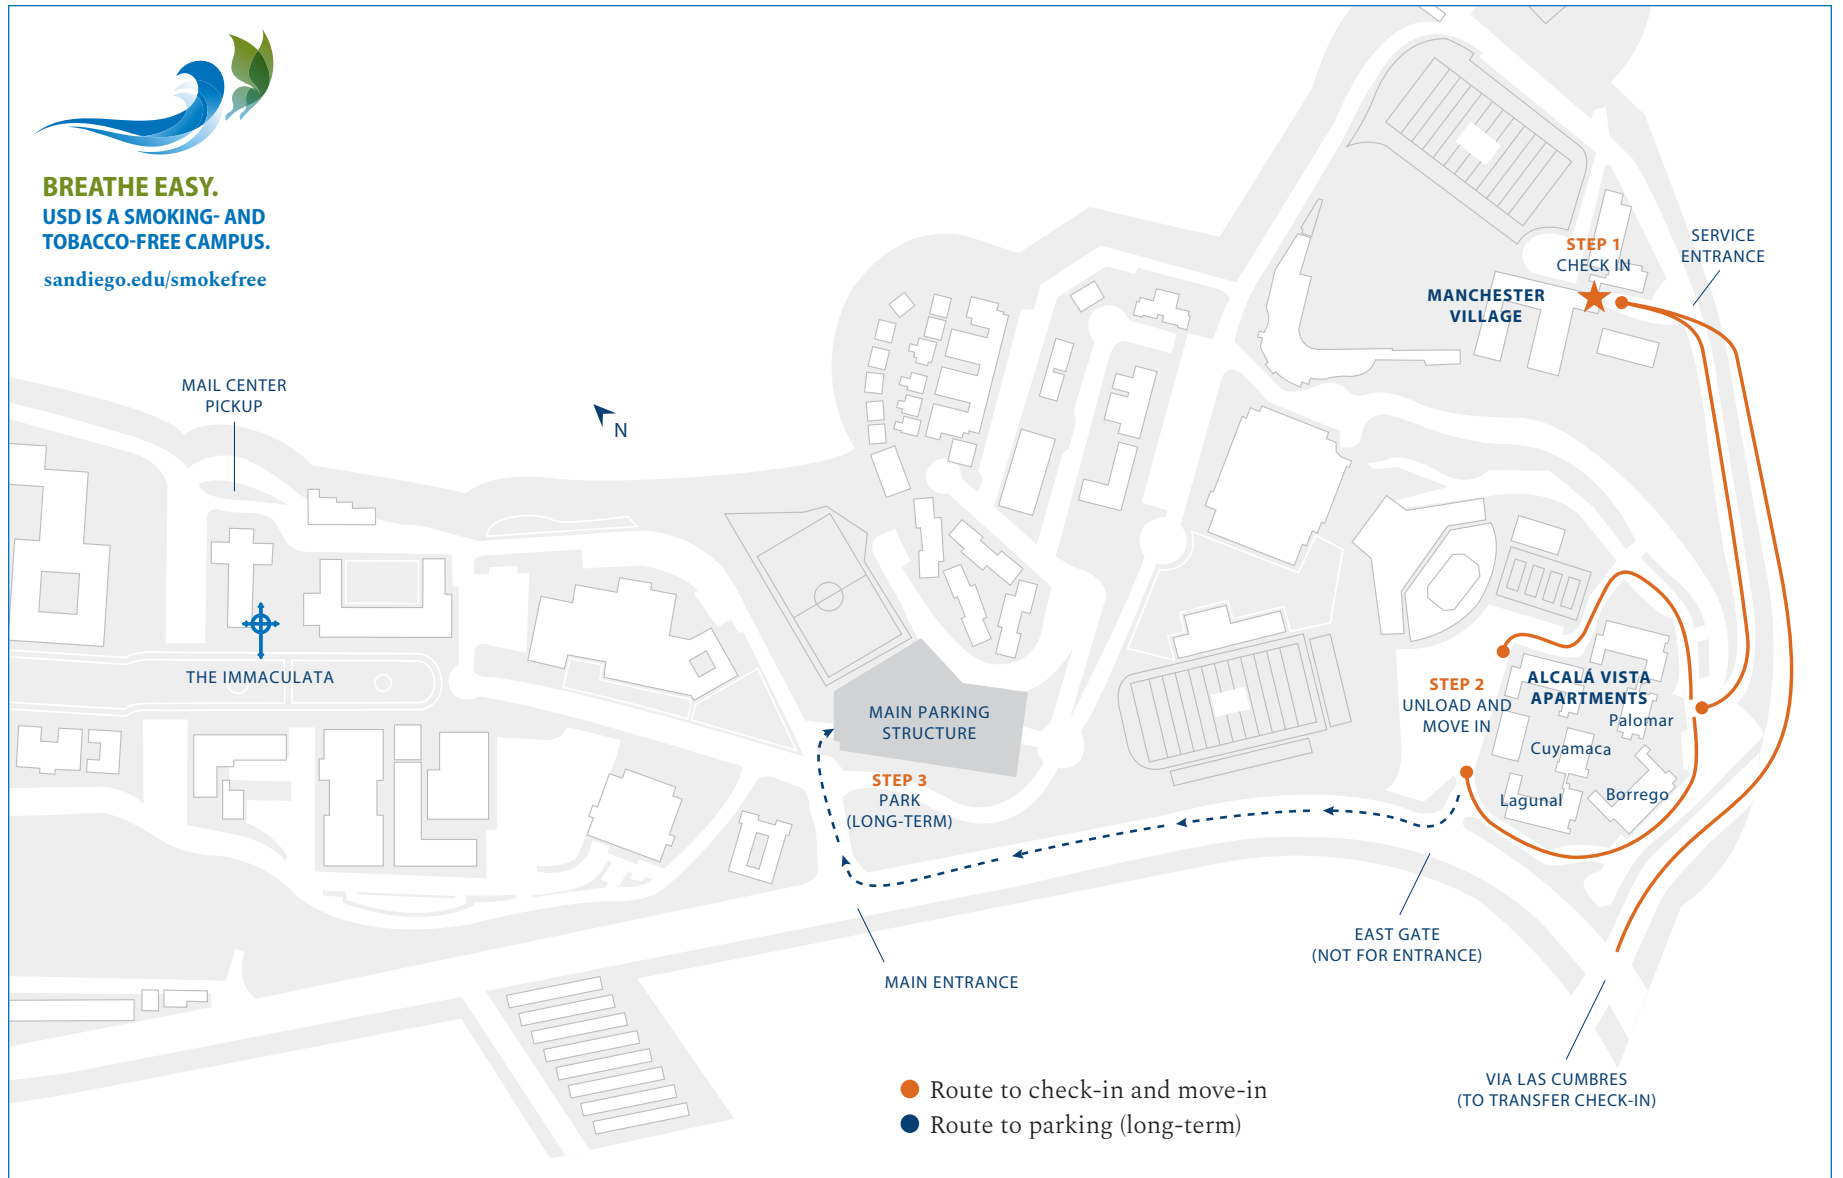 BREATHE EASY.
USD IS A SMOKING- AND
TOBACCO-FREE CAMPUS.
sandiego.edu/smokefree
MAIL CENTER
PICKUP
N
THE IMMACULATA
STEP 1
CHECK IN
MANCHESTER
VILLAGE
SERVICE
ENTRANCE
MAIN PARKING
STRUCTURE
STEP 3
PARK
(LONG-TERM)
STEP 2
UNLOAD AND
MOVE IN
ALCALÁ VISTA
APARTMENTS
Palomar
Cuyamaca
Lagunal
Borrego
MAIN ENTRANCE
EAST GATE
(NOT FOR ENTRANCE)
VIA LAS CUMBRES
(TO TRANSFER CHECK-IN)
Route to check-in and move-in
Route to parking (long-term)